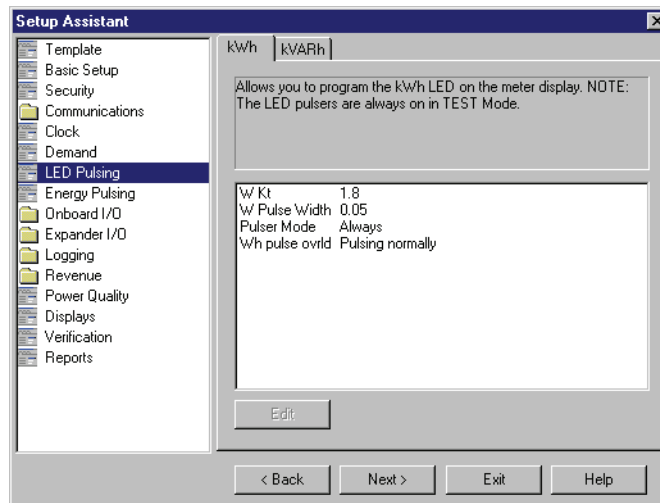 Setup Assistant
Template
Basic Setup
Security
Communications
Clock
Demand
LED Pulsing
Energy Pulsing
Onboard I/O
Expander I/O
Logging
Revenue
Power Quality
Displays
Verification
Reports
kWh kVARh
Allows you to program the kWh LED on the meter display. NOTE:
The LED pulsers are always on in TEST Mode.
W Kt 1.8
W Pulse Width 0.05
Pulser Mode Always
Wh pulse ovrld Pulsing normally
Edit
< Back Next > Exit Help